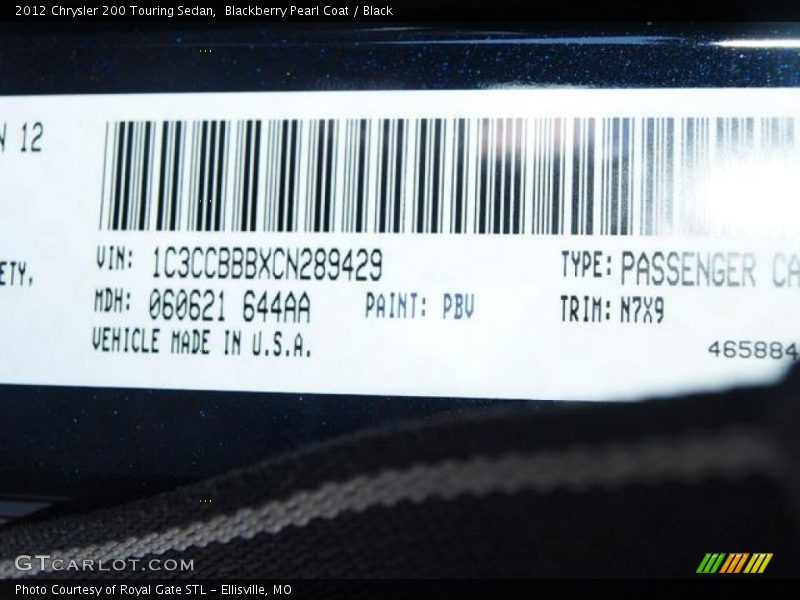 2012 Chrysler 200 Touring Sedan, Blackberry Pearl Coat / Black
N 12
VIN: 1C3CCBBBXCN289429 TYPE: PASSENGER CA
ETY,
MDH: 060621 644AA PAINT: PBV TRIM: N7X9
VEHICLE MADE IN U.S.A.
465884
GTCARLOT.COM
Photo Courtesy of Royal Gate STL - Ellisville, MO